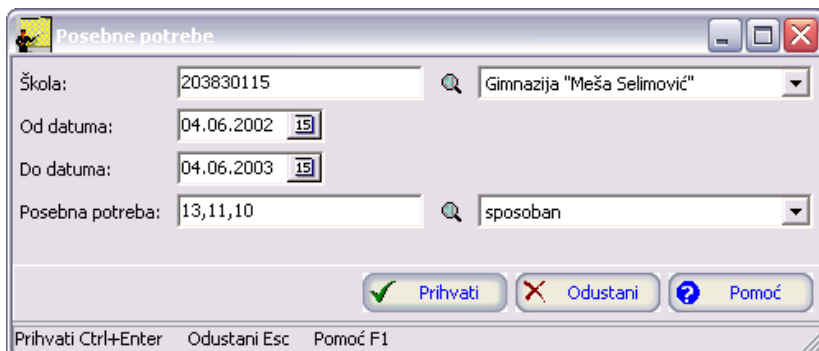 Posebne potrebe
Škola: 203830115 Gimnazija "Meša Selimović"
Od datuma: 04.06.2002 15
Do datuma: 04.06.2003 15
Posebna potreba: 13,11,10 sposoban
Prihvati Odustani ? Pomoć
Prihvati Ctrl+Enter Odustani Esc Pomoć F1